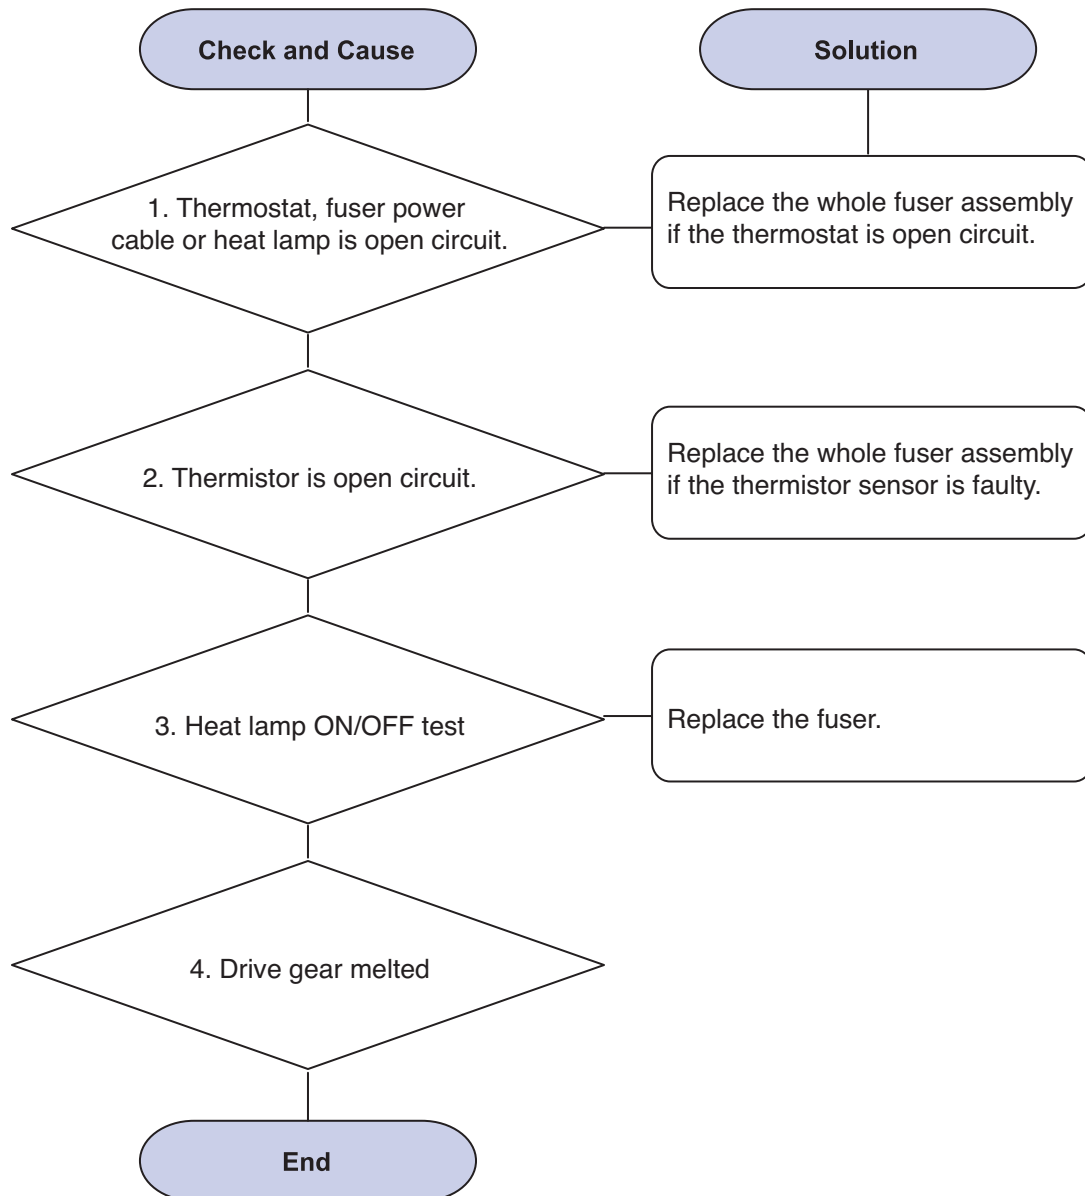 Check and Cause
Solution
1. Thermostat, fuser power
cable or heat lamp is open circuit.
Replace the whole fuser assembly
if the thermostat is open circuit.
2. Thermistor is open circuit.
Replace the whole fuser assembly
if the thermistor sensor is faulty.
3. Heat lamp ON/OFF test
Replace the fuser.
4. Drive gear melted
End